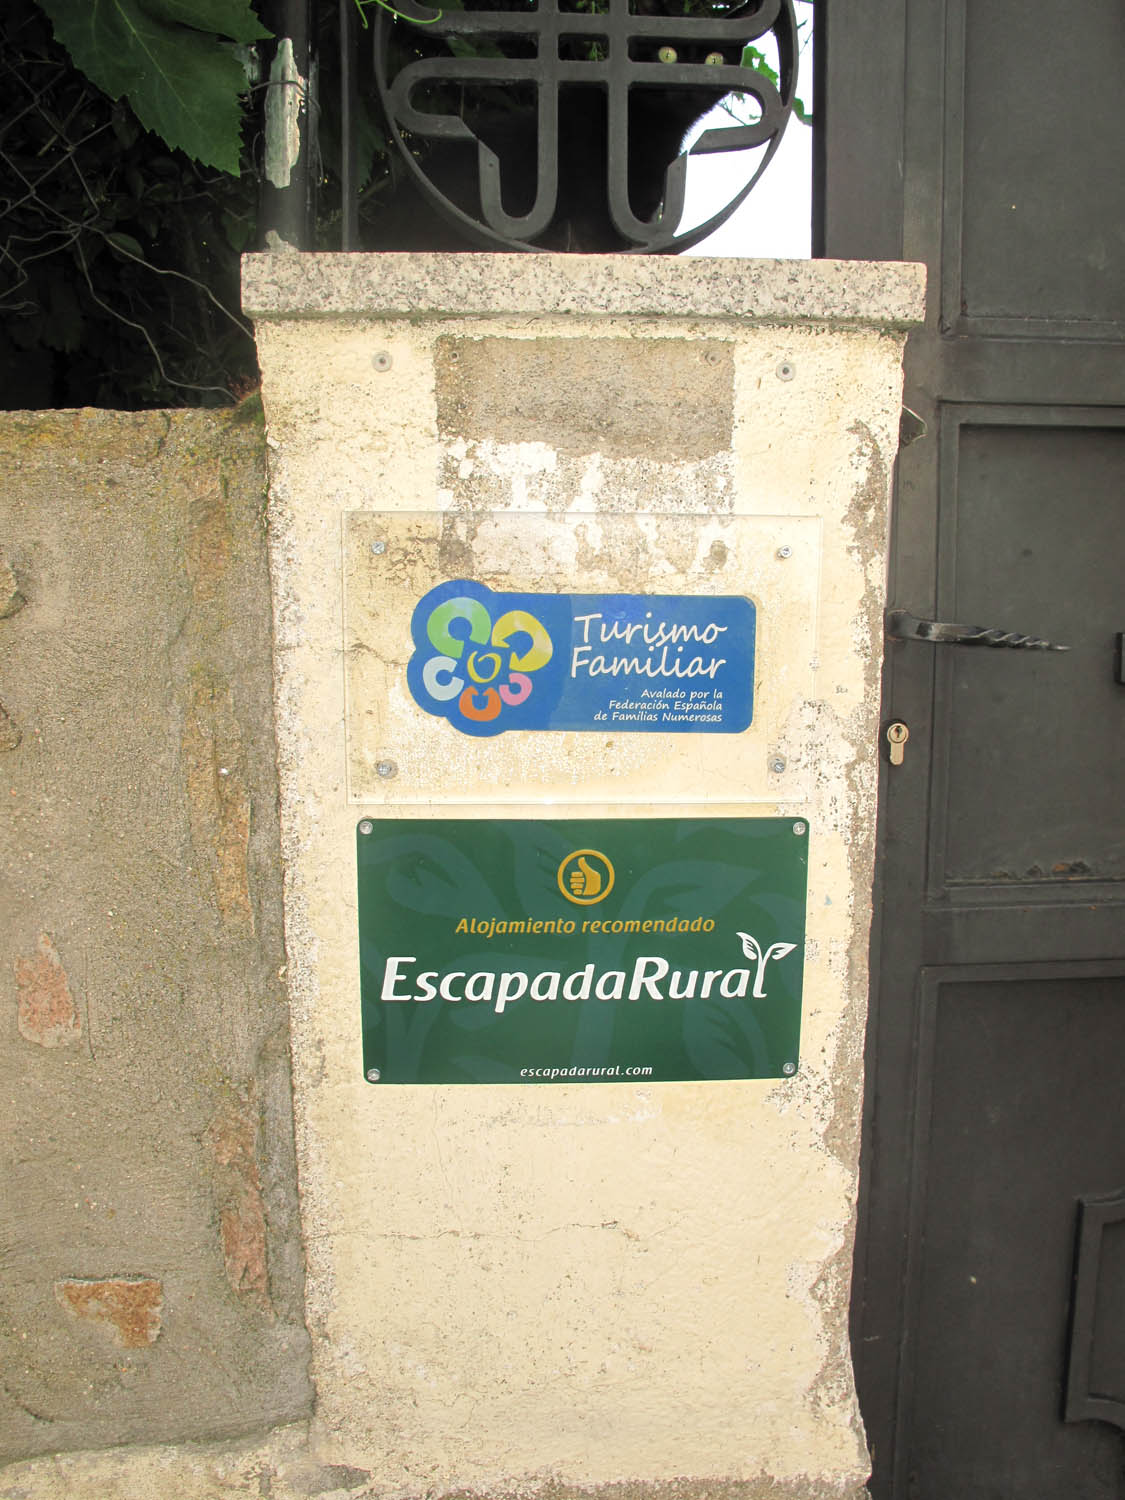 Turismo
Familiar
Avalado por la
Federación Española
de Familias Numerosas
Alojamiento recomendado
EscapadaRural
escapadarural.com